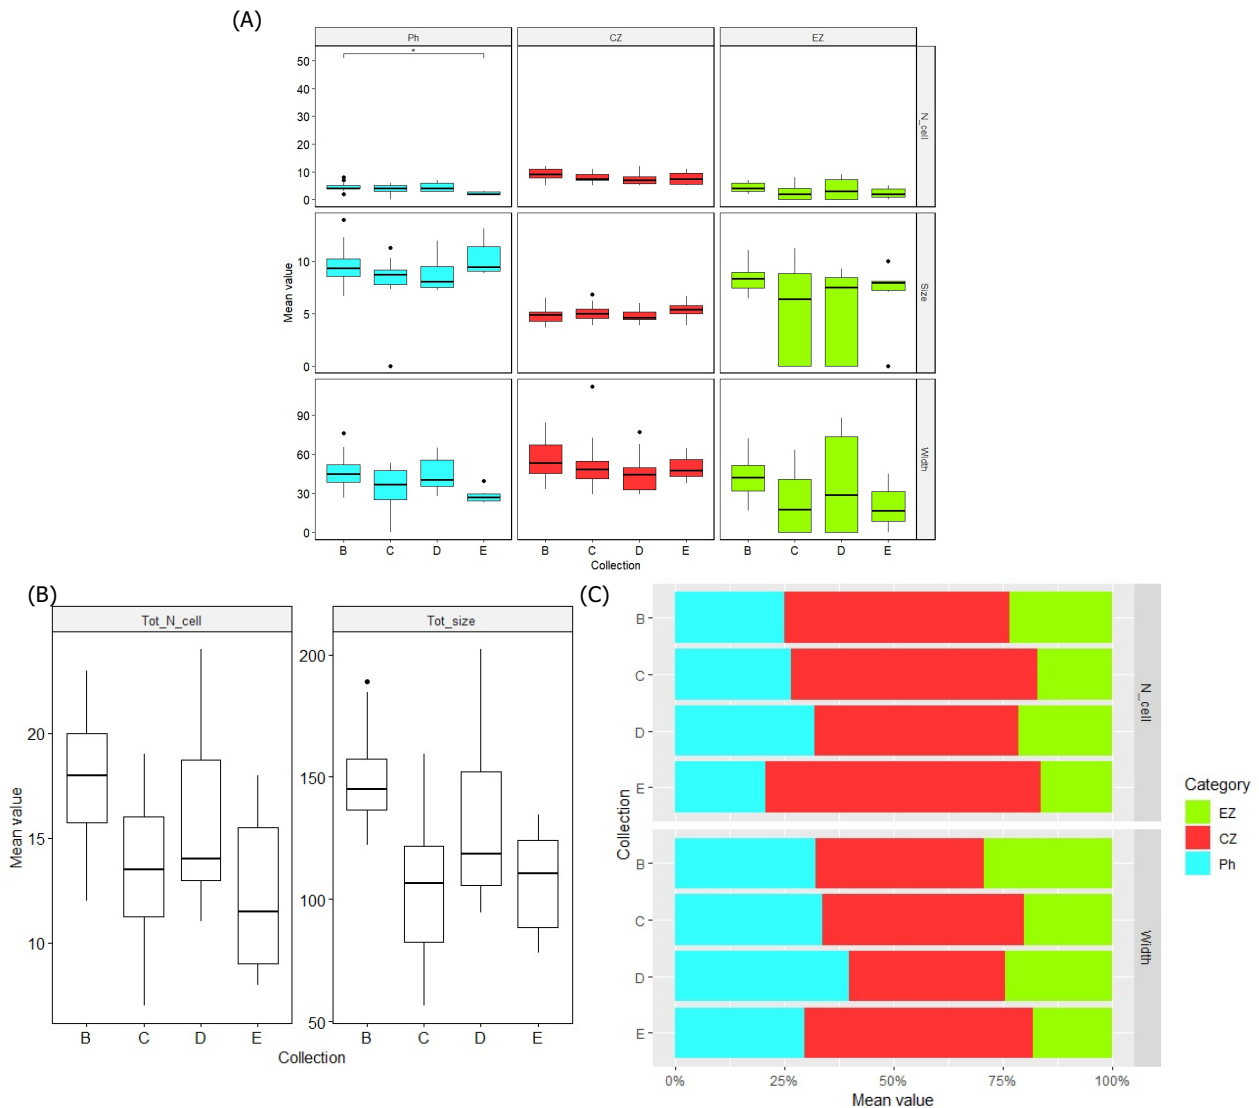 (A)
Ph
CZ
EZ
*
50
40
30
20
10
0
N_cell
10
5
0
Size
Mean value
90
60
30
0
Width
B C D E
B C D E
B C D E
Collection
(B)
Tot_N_cell
Tot_size
20
15
10
Mean value
200
150
100
50
B C D E
B C D E
Collection
(C)
B
C
D
E
N_cell
B
C
D
E
Width
Collection
0% 25% 50% 75% 100%
Mean value
Category
EZ
CZ
Ph